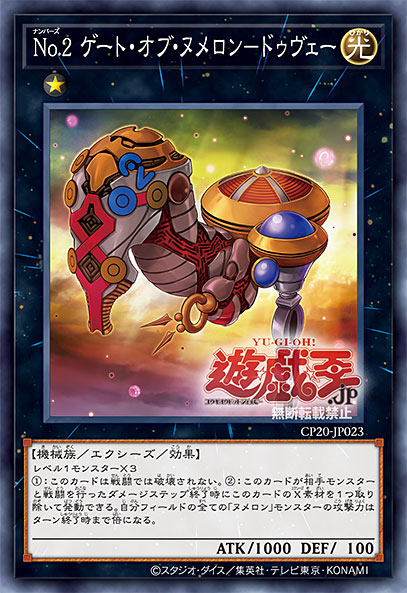 ナンバーズ
No.2 ゲート・オブ・ヌメロン－ドゥヴェー
ひかり
光
2
YU-GI-OH!
遊戯王.jp
無断転載禁止
CP20-JP023
【機械族／エクシーズ／効果】
レベル１モンスター×３
①：このカードは戦闘では破壊されない。②：このカードが相手モンスター
と戦闘を行ったダメージステップ終了時にこのカードのＸ素材を１つ取り
除いて発動できる。自分フィールドの全ての「ヌメロン」モンスターの攻撃力は
ターン終了時まで倍になる。
ATK/1000 DEF/ 100
©スタジオ・ダイス／集英社・テレビ東京・KONAMI